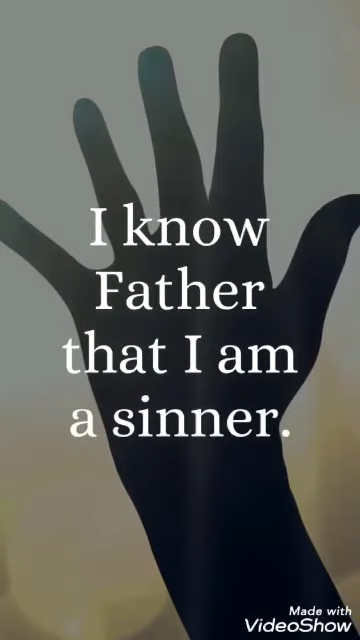 I know
Father
that I am
a sinner.
Made with
VideoShow